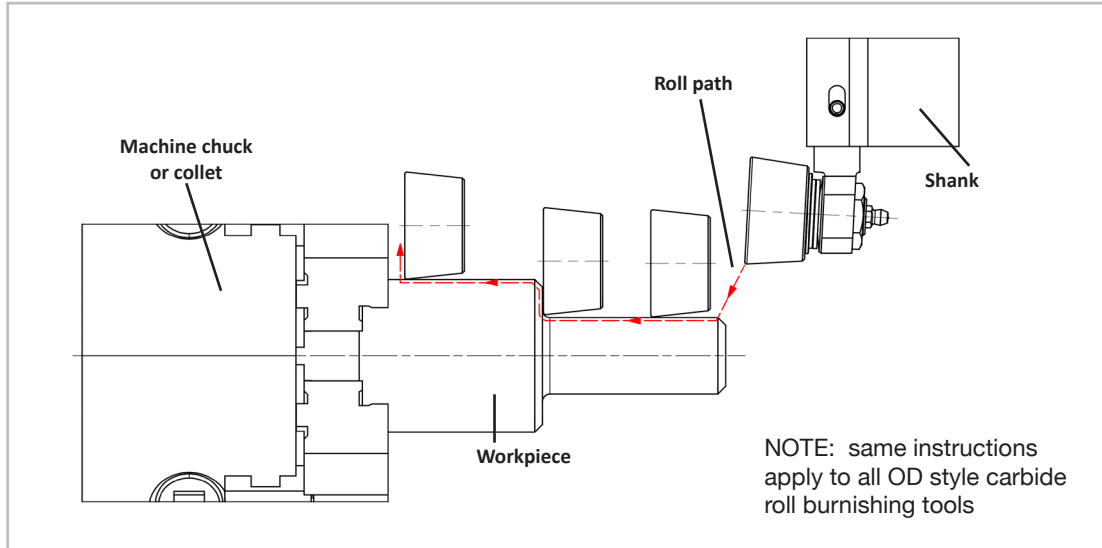 Roll path
Machine chuck
or collet
Shank
Workpiece
NOTE:  same instructions
apply to all OD style carbide
roll burnishing tools